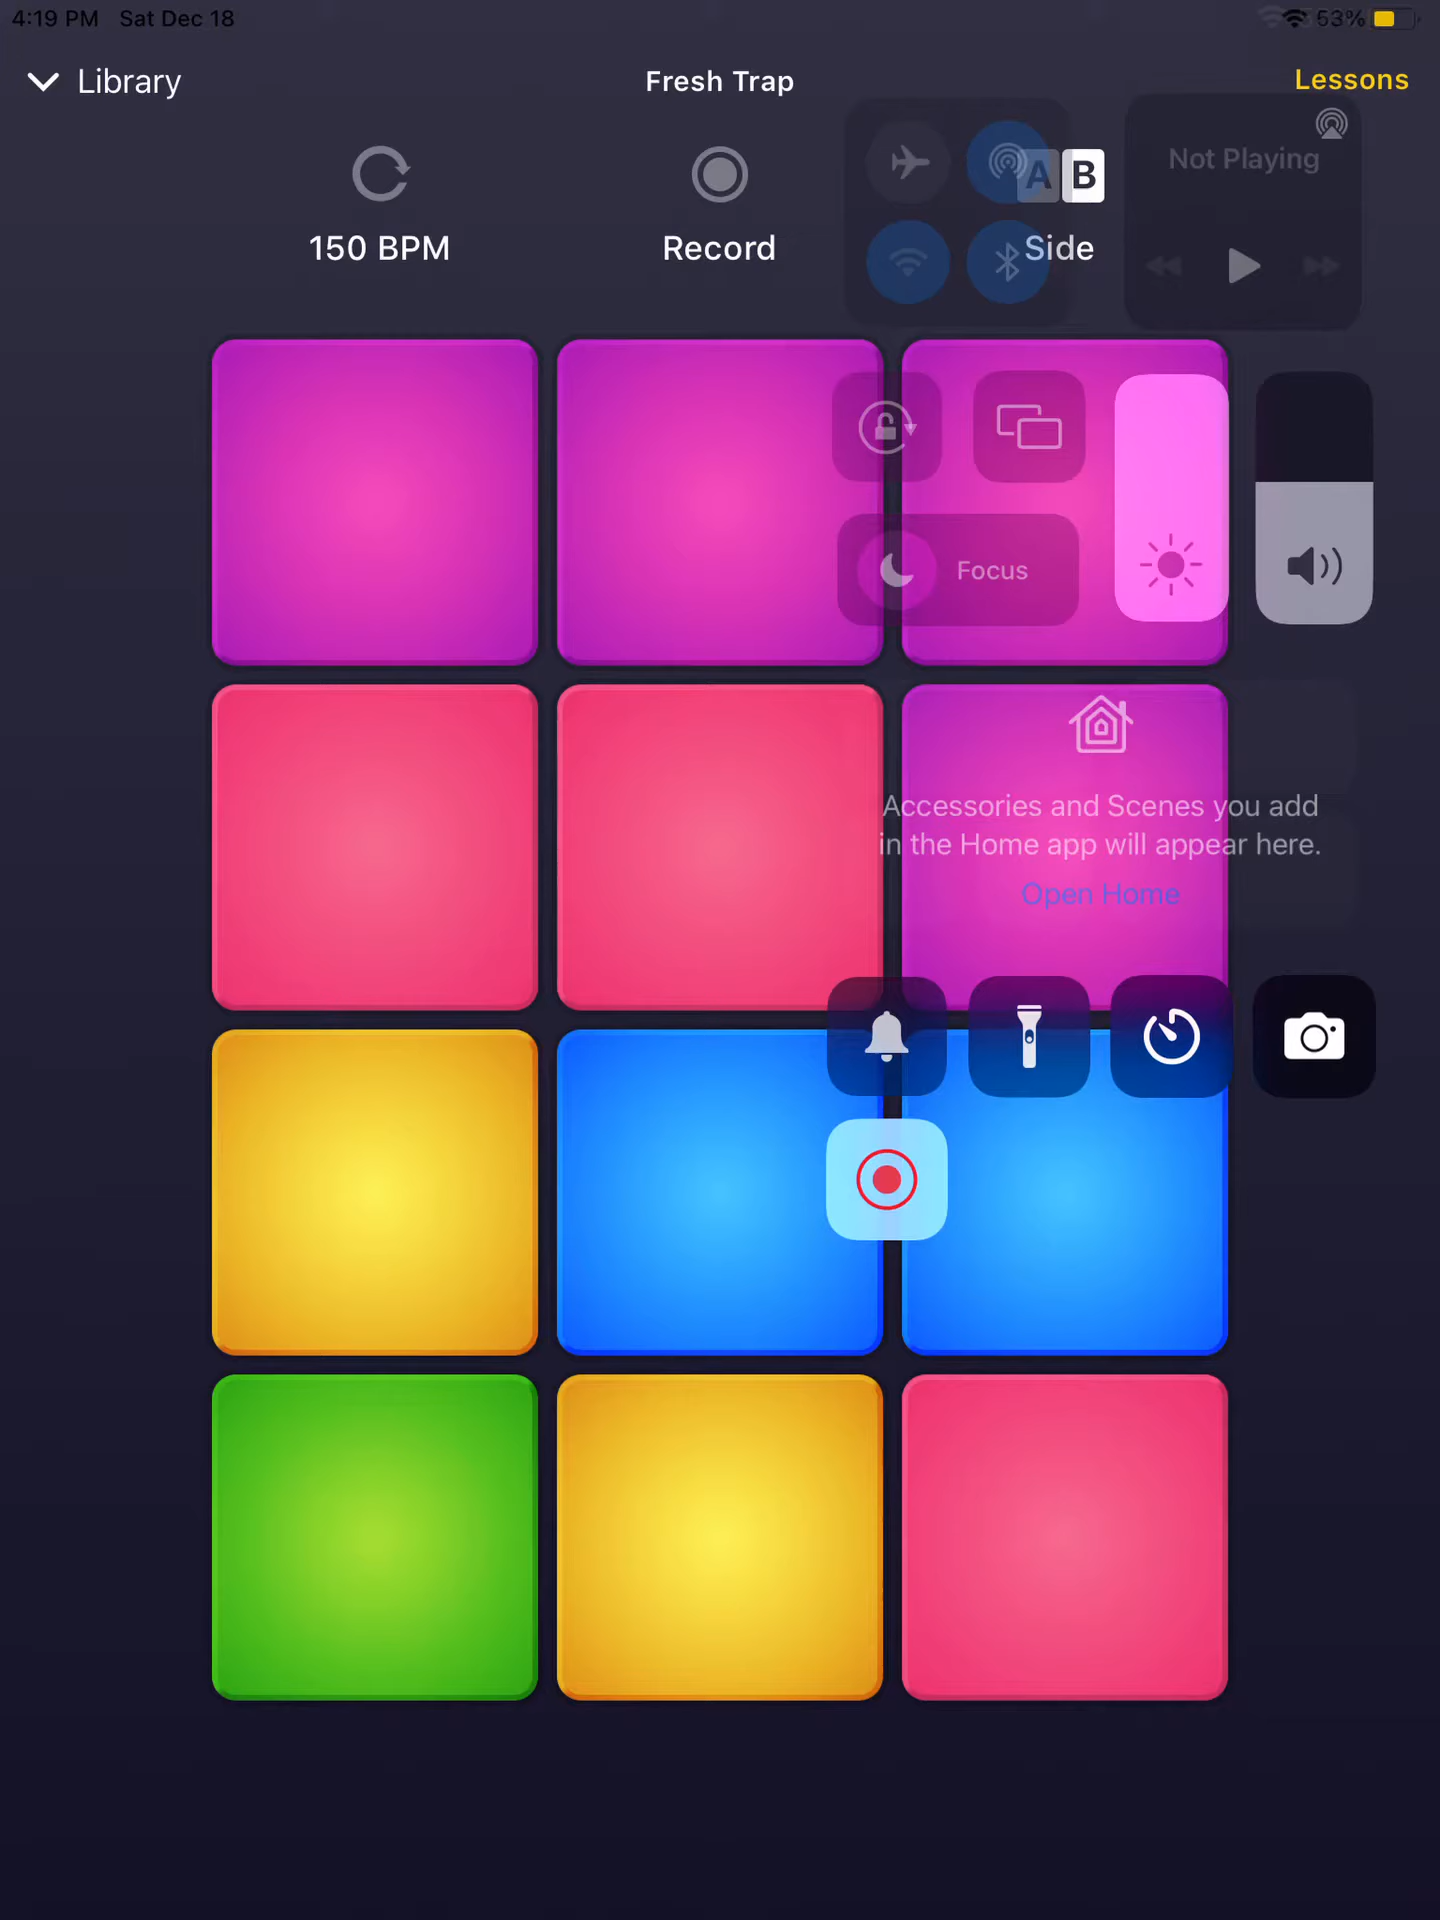 4:19 PM Sat Dec 18
53%
Library
Fresh Trap
Lessons
Not Playing
A B
150 BPM
Record
Side
Focus
Accessories and Scenes you add
in the Home app will appear here.
Open Home